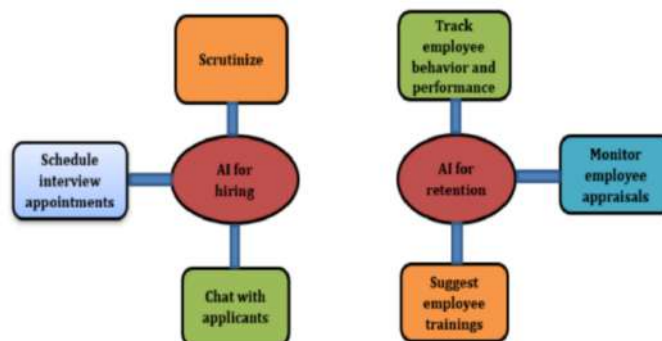 Scrutinize
Schedule
interview
appointments
AI for
hiring
Chat with
applicants
Track
employee
behavior and
performance
AI for
retention
Monitor
employee
appraisals
Suggest
employee
trainings